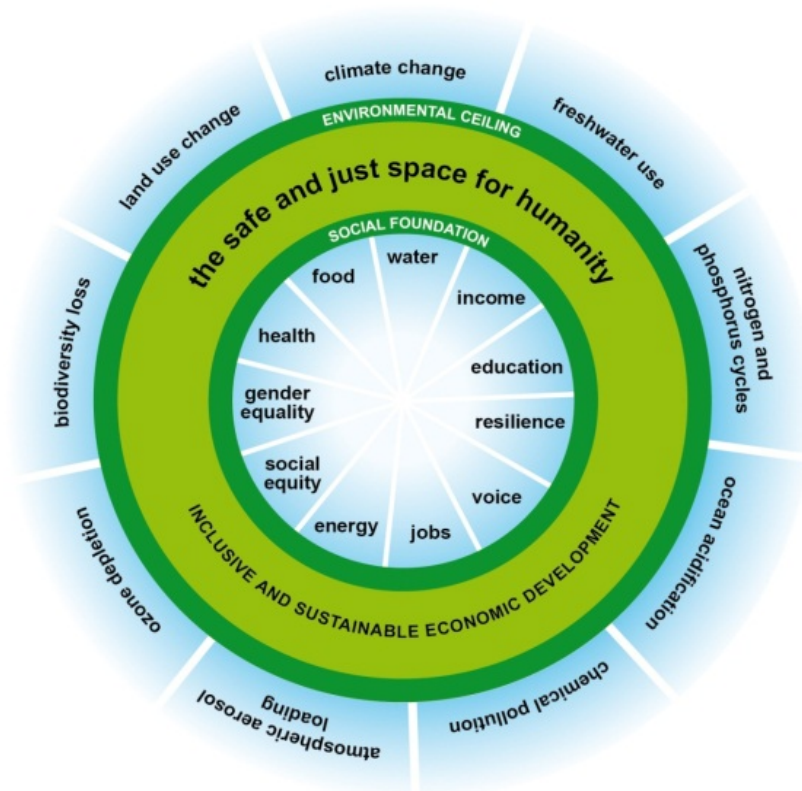 climate change
freshwater use
nitrogen and
phosphorus cycles
ocean acidification
chemical pollution
atmospheric aerosol
loading
ozone depletion
biodiversity loss
land use change
ENVIRONMENTAL CEILING
the safe and just space for humanity
SOCIAL FOUNDATION
water
income
education
resilience
voice
jobs
energy
social
equity
gender
equality
health
food
INCLUSIVE AND SUSTAINABLE ECONOMIC DEVELOPMENT